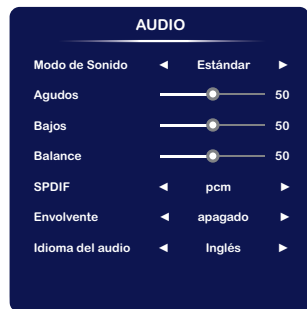 AUDIO
Modo de Sonido ◄ Estándar ►
Agudos 50
Bajos 50
Balance 50
SPDIF ◄ pcm ►
Envolvente ◄ apagado ►
Idioma del audio ◄ Inglés ►